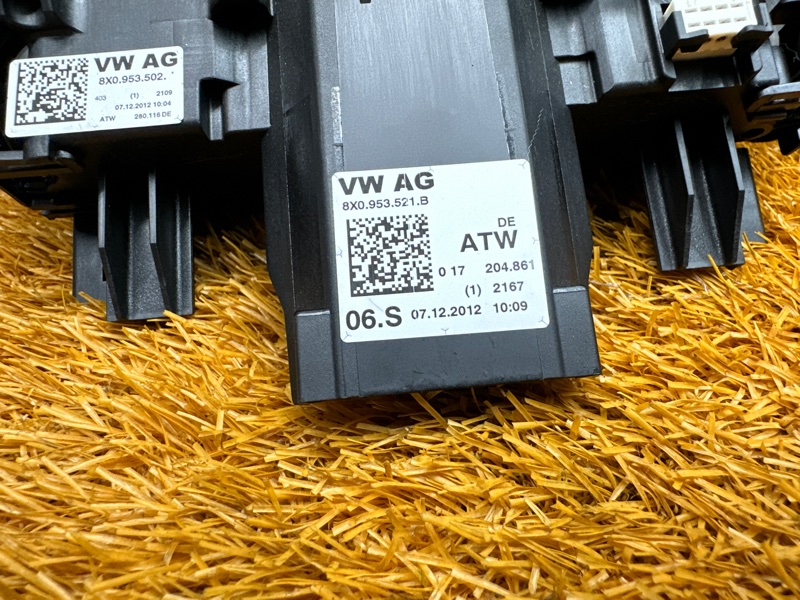 VW AG
8X0.953.502.
403 (1) 2109
07.12.2012 10:04
ATW 280.116 DE
VW AG
8X0.953.521.B
DE
ATW
0 17 204.861
(1) 2167
06.S 07.12.2012 10:09